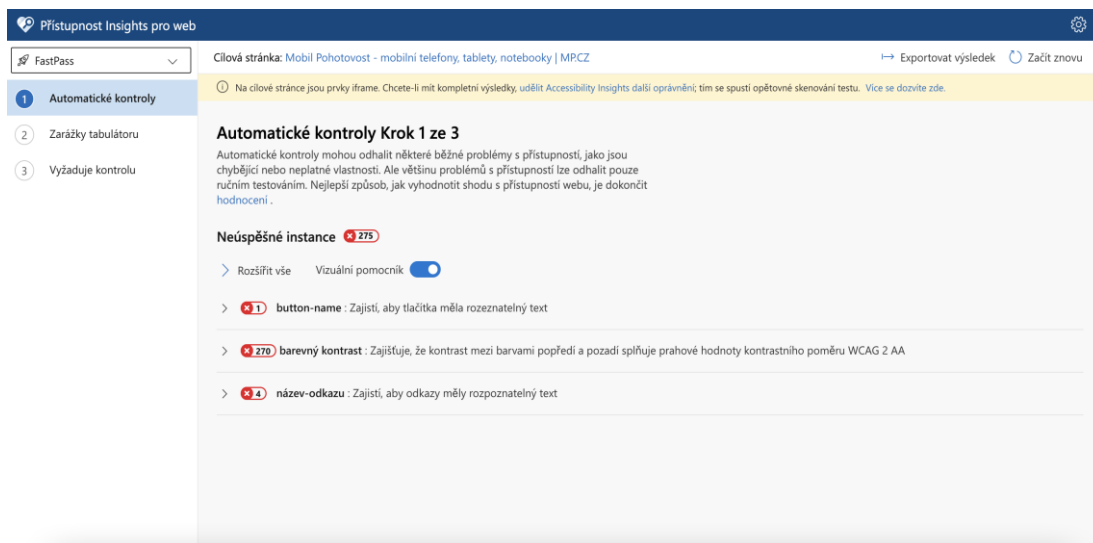 Přístupnost Insights pro web
FastPass
Cílová stránka: Mobil Pohotovost - mobilní telefony, tablety, notebooky | MP.CZ
Exportovat výsledek
Začít znovu
Na cílové stránce jsou prvky iframe. Chcete-li mít kompletní výsledky, udělit Accessibility Insights další oprávnění; tím se spustí opětovné skenování testu. Více se dozvíte zde.
1 Automatické kontroly
2 Zarážky tabulátoru
3 Vyžaduje kontrolu
Automatické kontroly Krok 1 ze 3
Automatické kontroly mohou odhalit některé běžné problémy s přístupností, jako jsou
chybějící nebo neplatné vlastnosti. Ale většinu problémů s přístupností lze odhalit pouze
ručním testováním. Nejlepší způsob, jak vyhodnotit shodu s přístupností webu, je dokončit
hodnocení .
Neúspěšné instance 275
Rozšířit vše
Vizuální pomocník
1 button-name : Zajistí, aby tlačítka měla rozeznatelný text
270 barevný kontrast : Zajišťuje, že kontrast mezi barvami popředí a pozadí splňuje prahové hodnoty kontrastního poměru WCAG 2 AA
4 název-odkazu : Zajistí, aby odkazy měly rozpoznatelný text